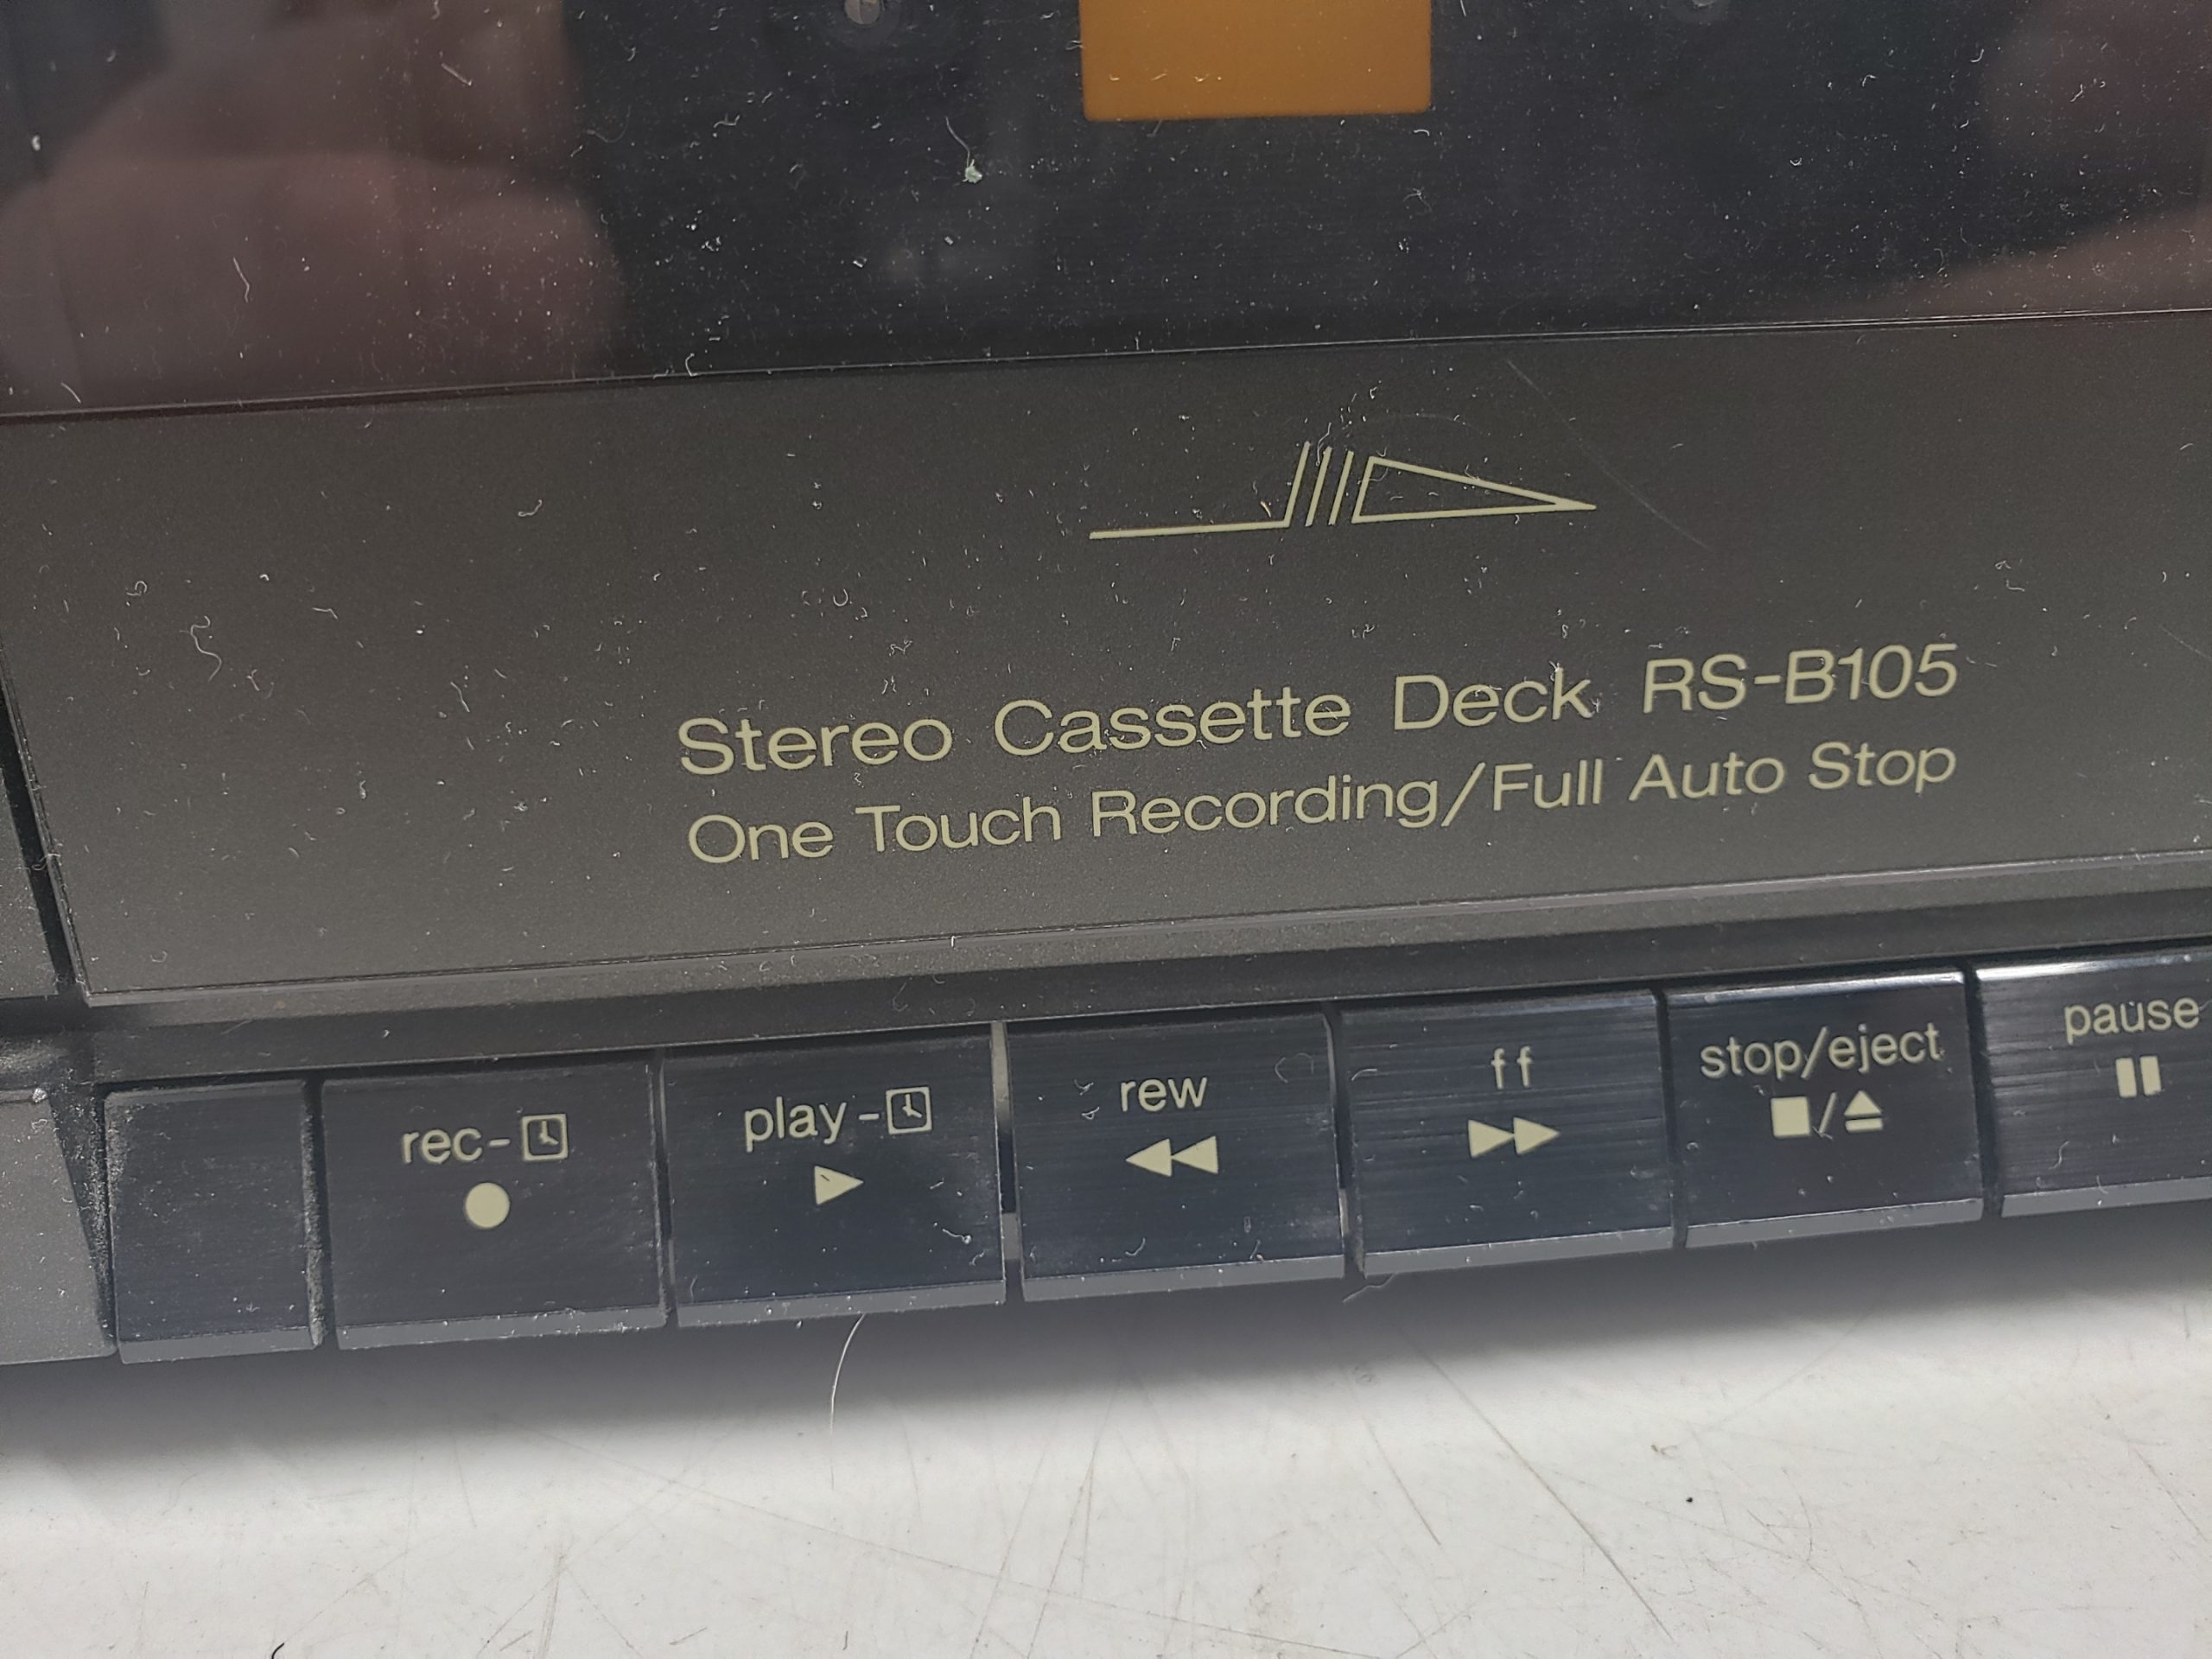 Stereo Cassette Deck RS-B105
One Touch Recording/Full Auto Stop
rec-
play-
rew
ff
stop/eject
pause